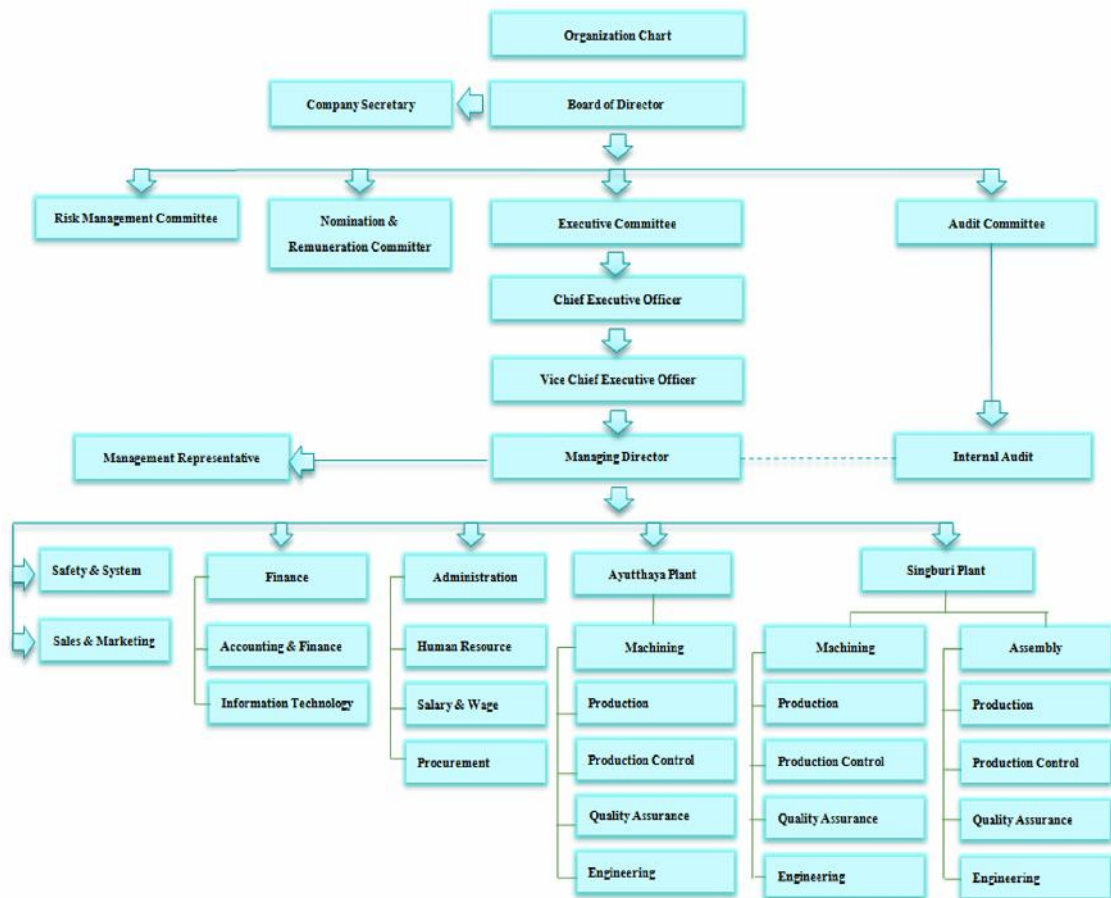 Organization Chart
Company Secretary
Board of Director
Risk Management Committee
Nomination &
Remuneration Committer
Executive Committee
Audit Committee
Chief Executive Officer
Vice Chief Executive Officer
Management Representative
Managing Director
Internal Audit
Safety & System
Finance
Administration
Ayutthaya Plant
Singburi Plant
Sales & Marketing
Accounting & Finance
Human Resource
Machining
Machining
Assembly
Information Technology
Salary & Wage
Production
Production
Production
Procurement
Production Control
Production Control
Production Control
Quality Assurance
Quality Assurance
Quality Assurance
Engineering
Engineering
Engineering